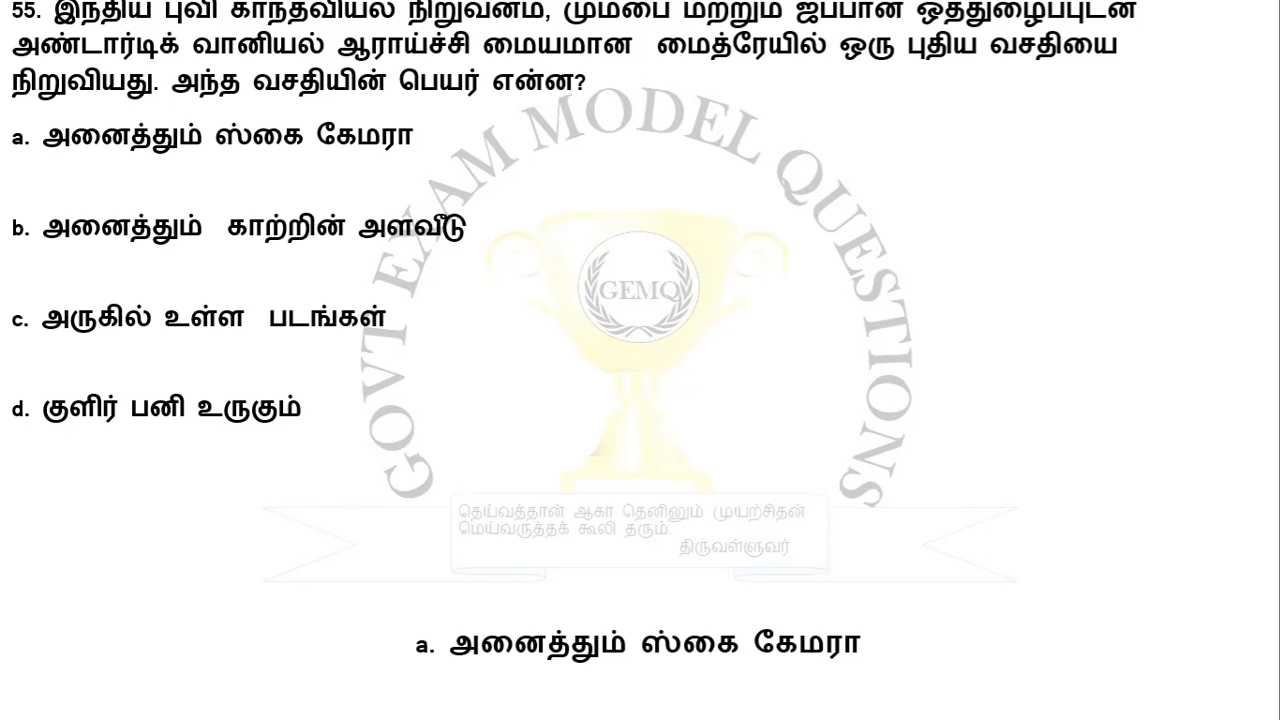 55. இந்திய புவி காந்தவியல் நிறுவனம், மும்பை மற்றும் ஜப்பான் ஒத்துழைப்புடன்
அண்டார்டிக் வானியல் ஆராய்ச்சி மையமான மைத்ரேயில் ஒரு புதிய வசதியை
நிறுவியது. அந்த வசதியின் பெயர் என்ன?
a. அனைத்தும் ஸ்கை கேமரா
b. அனைத்தும் காற்றின் அளவீடு
c. அருகில் உள்ள படங்கள்
d. குளிர் பனி உருகும்
GOVT EXAM MODEL QUESTIONS
GEMQ
தெய்வத்தான் ஆகா தெனினும் முயற்சிதன்
மெய்வருத்தக் கூலி தரும்
திருவள்ளுவர்
a. அனைத்தும் ஸ்கை கேமரா